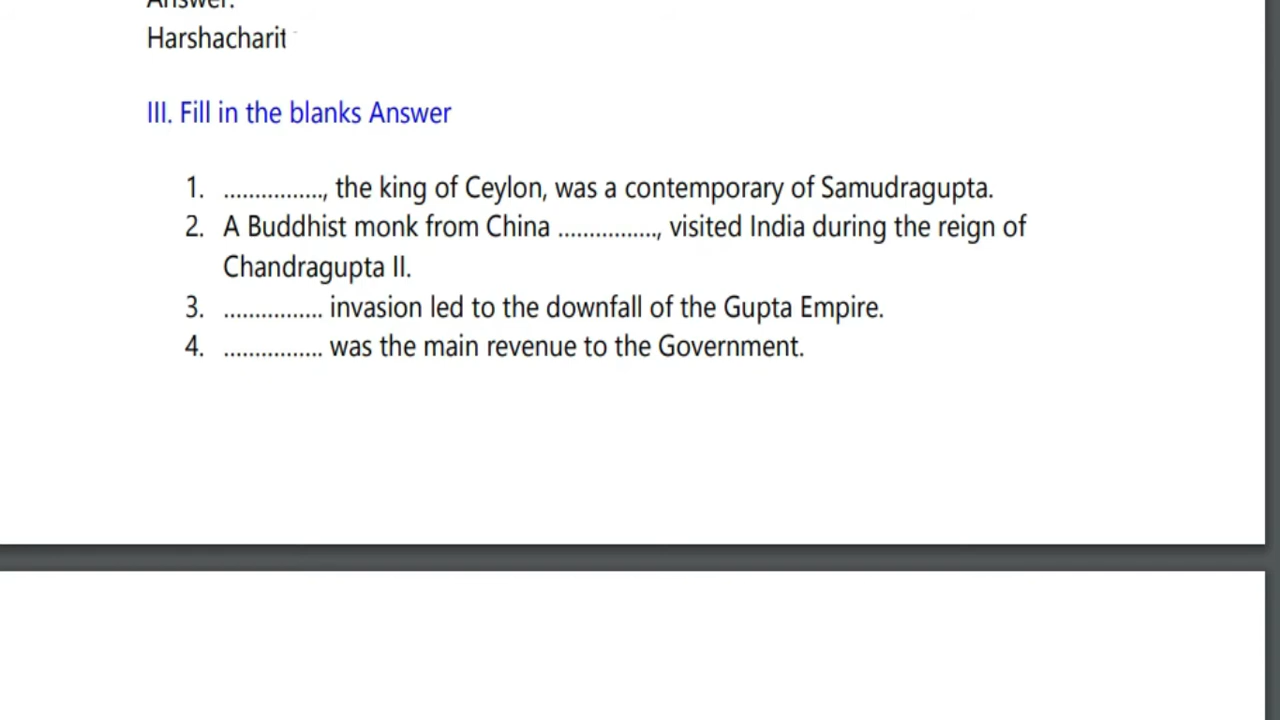 Answer:
Harshacharit
III. Fill in the blanks Answer
1. ................, the king of Ceylon, was a contemporary of Samudragupta.
2. A Buddhist monk from China ................, visited India during the reign of
Chandragupta II.
3. ................ invasion led to the downfall of the Gupta Empire.
4. ................ was the main revenue to the Government.